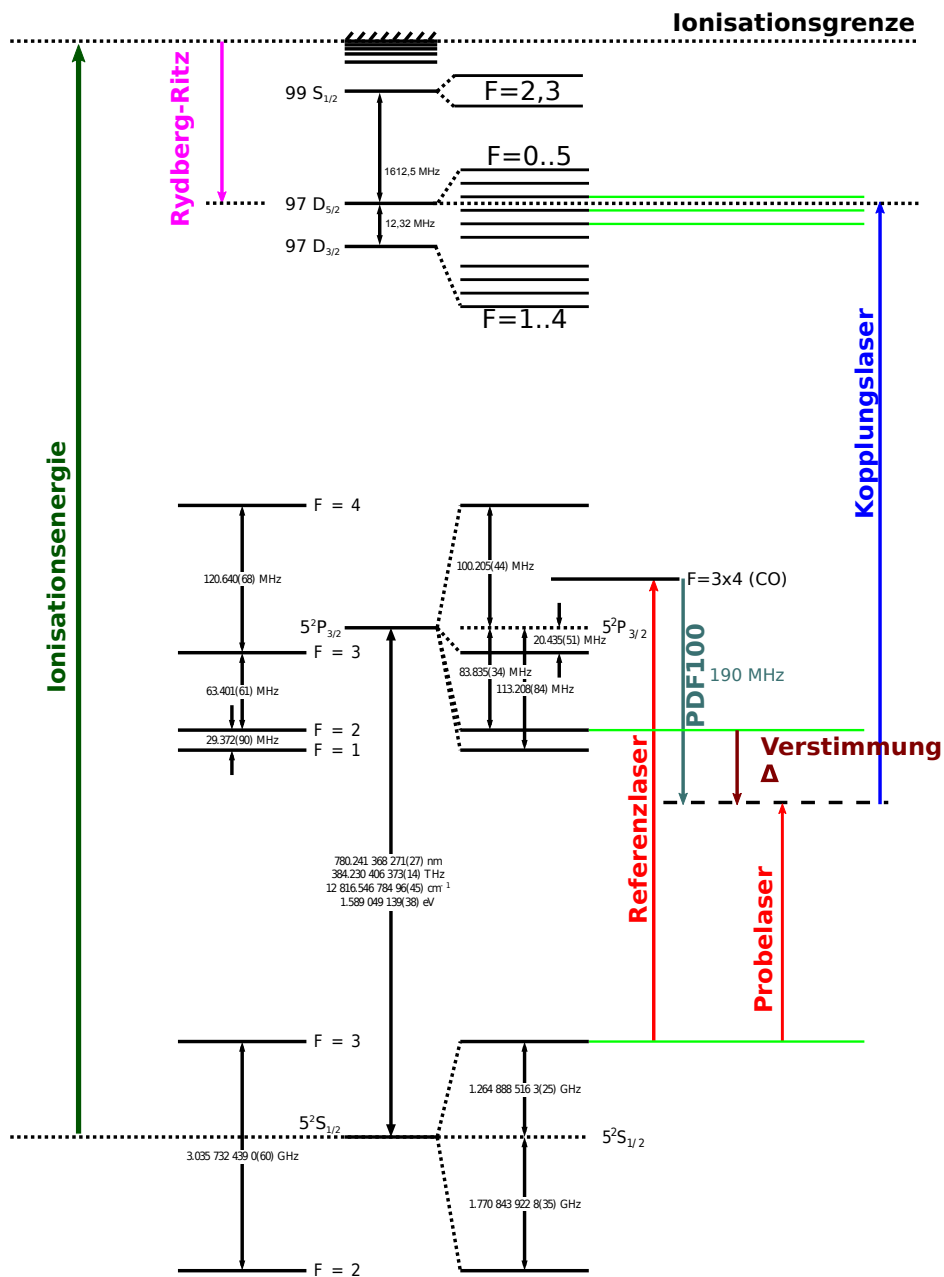 Ionisationsgrenze
Rydberg-Ritz
99 S1/2
F=2,3
1612,5 MHz
F=0..5
97 D5/2
12,32 MHz
97 D3/2
F=1..4
Kopplungslaser
Ionisationsenergie
F = 4
120.640(68) MHz
100.205(44) MHz
F=3x4 (CO)
5²P3/2
5²P3/2
20.435(51) MHz
F = 3
83.835(34) MHz
113.208(84) MHz
63.401(61) MHz
PDF100
190 MHz
F = 2
29.372(90) MHz
F = 1
Verstimmung
Δ
Referenzlaser
Probelaser
780.241 368 271(27) nm
384.230 406 373(14) THz
12 816.546 784 96(45) cm⁻¹
1.589 049 139(38) eV
F = 3
1.264 888 516 3(25) GHz
5²S1/2
5²S1/2
3.035 732 439 0(60) GHz
1.770 843 922 8(35) GHz
F = 2